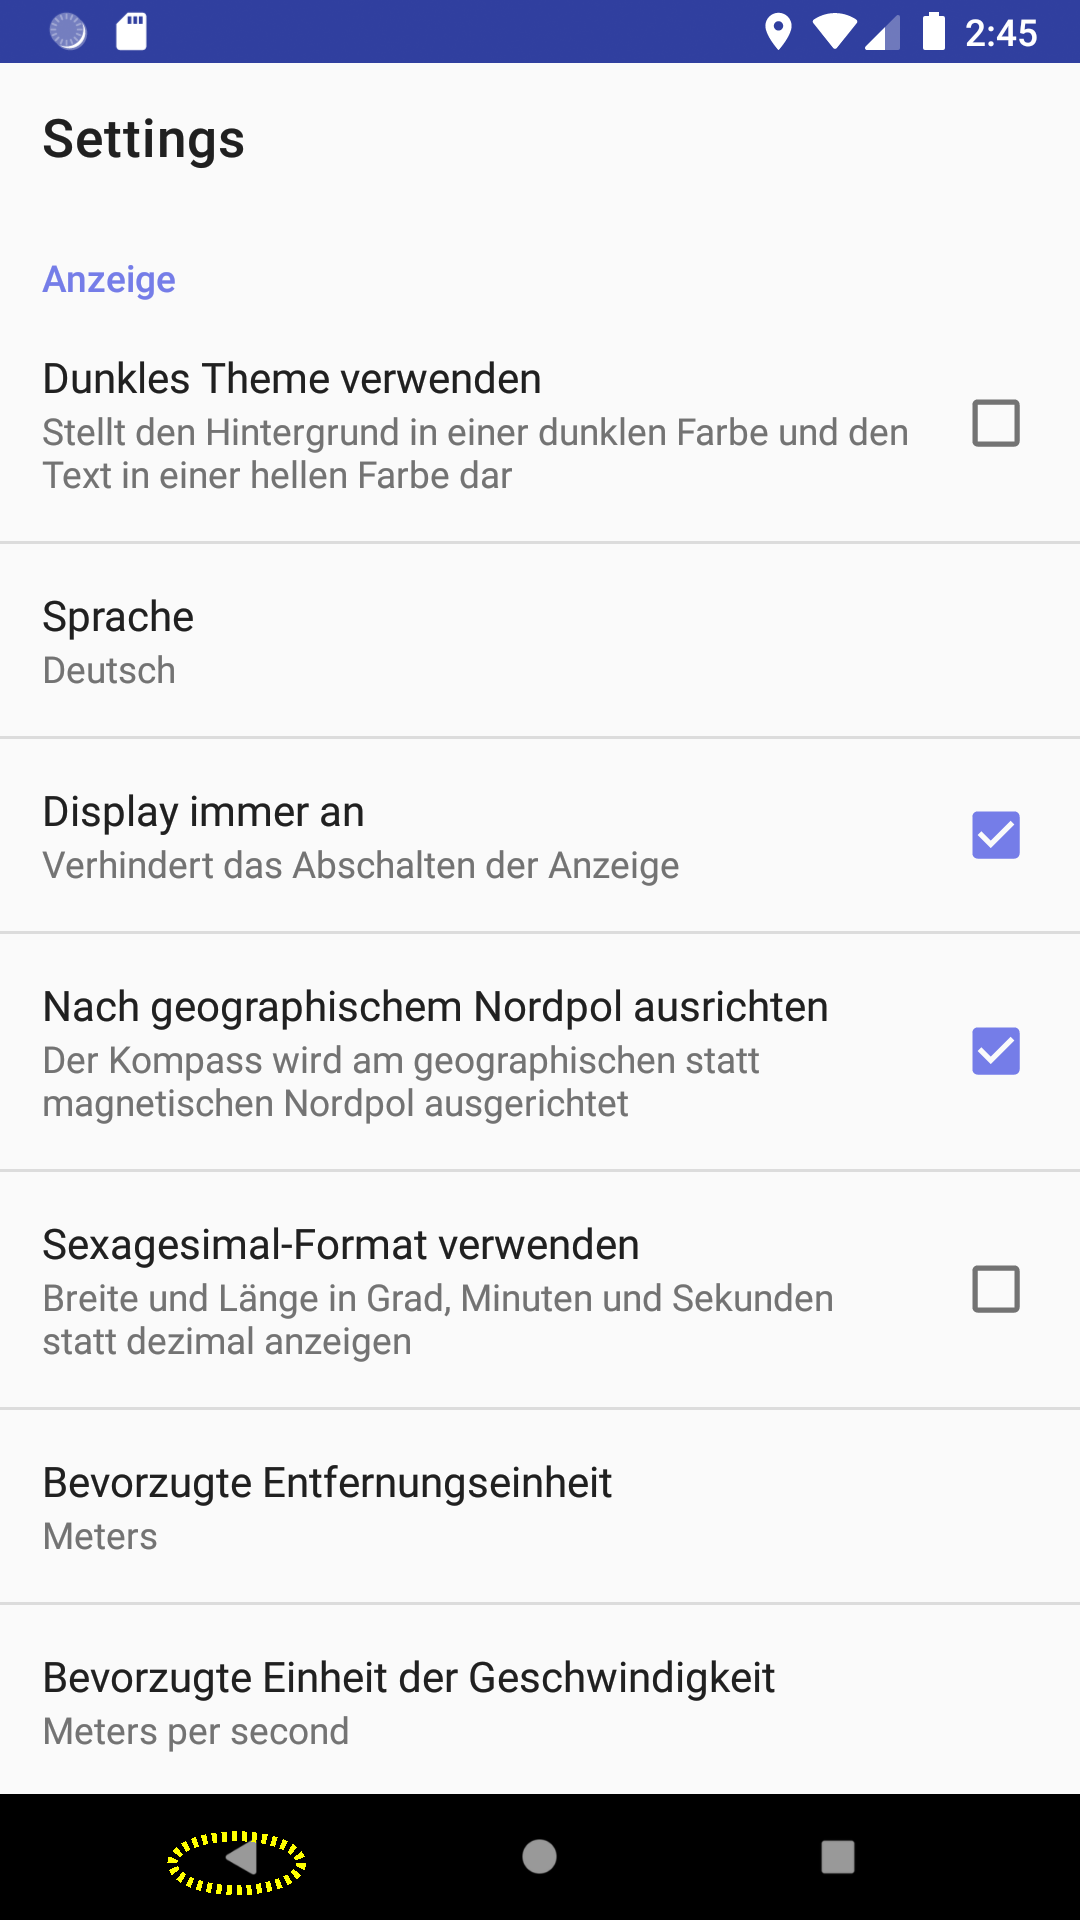 2:45
Settings
Anzeige
Dunkles Theme verwenden
Stellt den Hintergrund in einer dunklen Farbe und den
Text in einer hellen Farbe dar
Sprache
Deutsch
Display immer an
Verhindert das Abschalten der Anzeige
Nach geographischem Nordpol ausrichten
Der Kompass wird am geographischen statt
magnetischen Nordpol ausgerichtet
Sexagesimal-Format verwenden
Breite und Länge in Grad, Minuten und Sekunden
statt dezimal anzeigen
Bevorzugte Entfernungseinheit
Meters
Bevorzugte Einheit der Geschwindigkeit
Meters per second